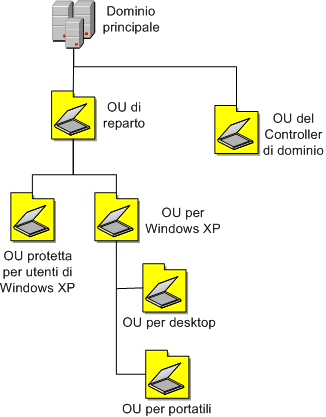 Dominio
principale
OU di
reparto
OU del
Controller
di dominio
OU protetta
per utenti di
Windows XP
OU per
Windows XP
OU per desktop
OU per portatili